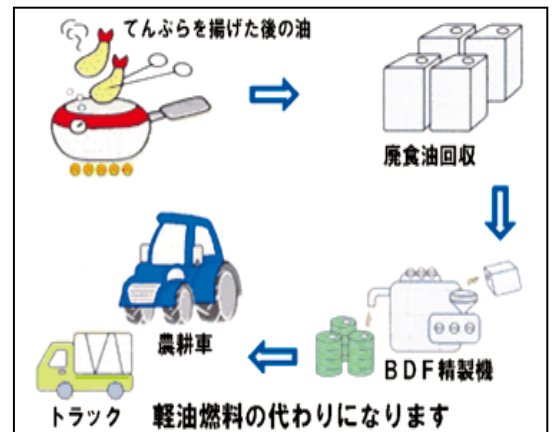 てんぷらを揚げた後の油
廃食油回収
BDF精製機
農耕車
トラック
軽油燃料の代わりになります